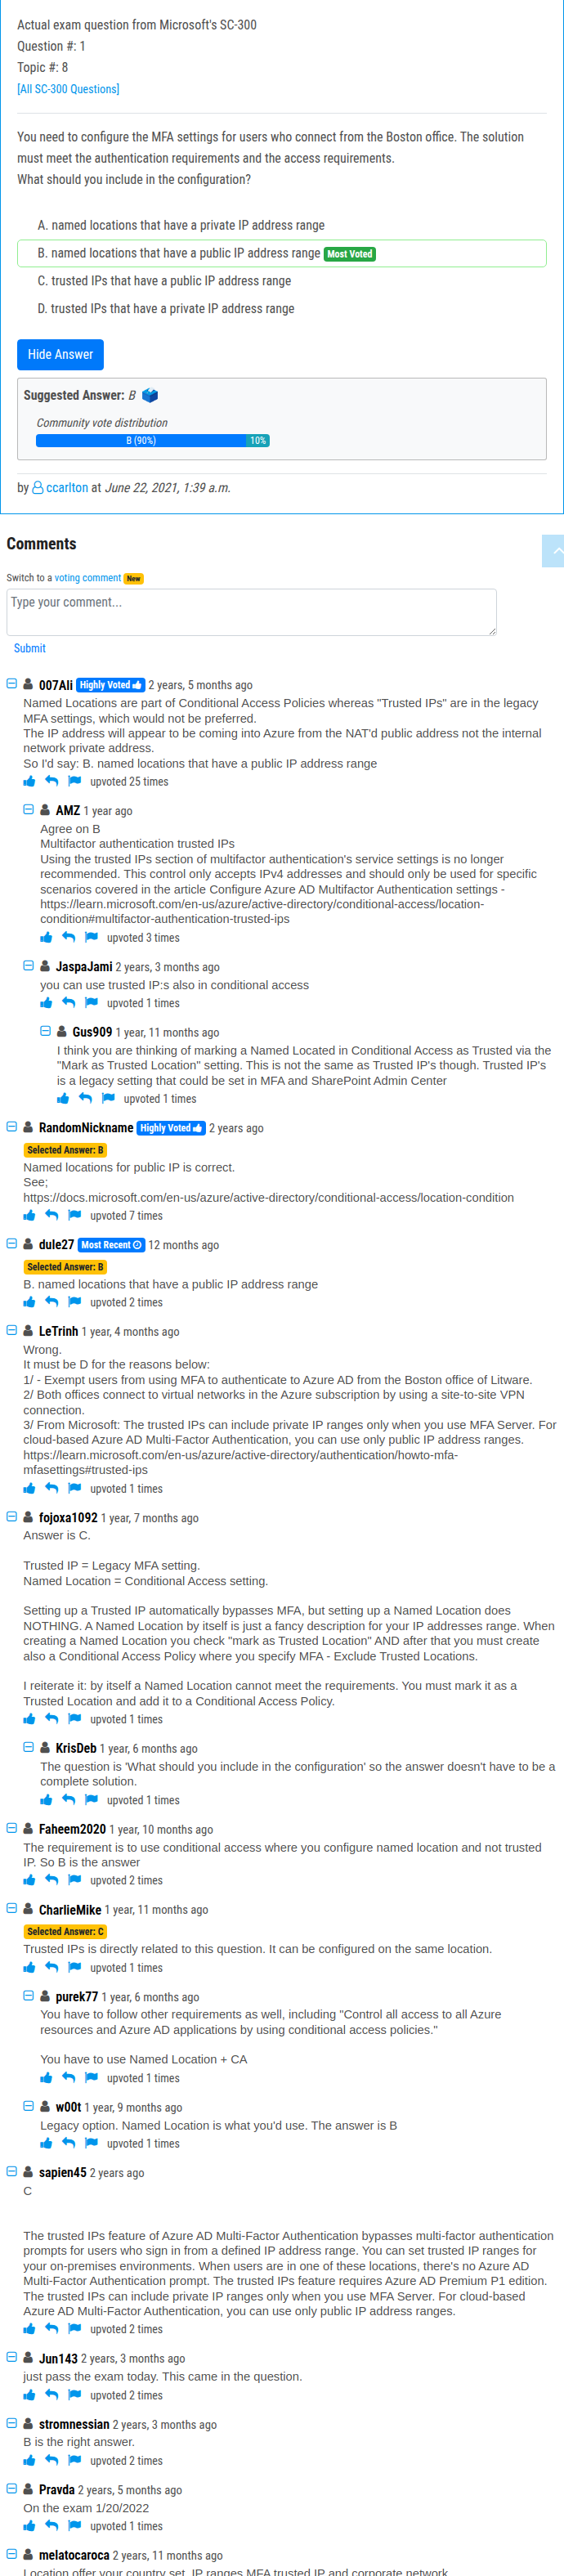 Actual exam question from Microsoft's SC-300
Question #: 1
Topic #: 8
[All SC-300 Questions]
You need to configure the MFA settings for users who connect from the Boston office. The solution
must meet the authentication requirements and the access requirements.
What should you include in the configuration?
A. named locations that have a private IP address range
B. named locations that have a public IP address range Most Voted
C. trusted IPs that have a public IP address range
D. trusted IPs that have a private IP address range
Hide Answer
Suggested Answer: B
Community vote distribution
B (90%) 10%
by ccarlton at June 22, 2021, 1:39 a.m.
Comments
Switch to a voting comment New
Type your comment...
Submit
007Ali Highly Voted 2 years, 5 months ago
Named Locations are part of Conditional Access Policies whereas "Trusted IPs" are in the legacy
MFA settings, which would not be preferred.
The IP address will appear to be coming into Azure from the NAT'd public address not the internal
network private address.
So I'd say: B. named locations that have a public IP address range
upvoted 25 times
AMZ 1 year ago
Agree on B
Multifactor authentication trusted IPs
Using the trusted IPs section of multifactor authentication's service settings is no longer
recommended. This control only accepts IPv4 addresses and should only be used for specific
scenarios covered in the article Configure Azure AD Multifactor Authentication settings -
https://learn.microsoft.com/en-us/azure/active-directory/conditional-access/location-
condition#multifactor-authentication-trusted-ips
upvoted 3 times
JaspaJami 2 years, 3 months ago
you can use trusted IP:s also in conditional access
upvoted 1 times
Gus909 1 year, 11 months ago
I think you are thinking of marking a Named Located in Conditional Access as Trusted via the
"Mark as Trusted Location" setting. This is not the same as Trusted IP's though. Trusted IP's
is a legacy setting that could be set in MFA and SharePoint Admin Center
upvoted 1 times
RandomNickname Highly Voted 2 years ago
Selected Answer: B
Named locations for public IP is correct.
See;
https://docs.microsoft.com/en-us/azure/active-directory/conditional-access/location-condition
upvoted 7 times
dule27 Most Recent 12 months ago
Selected Answer: B
B. named locations that have a public IP address range
upvoted 2 times
LeTrinh 1 year, 4 months ago
Wrong.
It must be D for the reasons below:
1/ - Exempt users from using MFA to authenticate to Azure AD from the Boston office of Litware.
2/ Both offices connect to virtual networks in the Azure subscription by using a site-to-site VPN
connection.
3/ From Microsoft: The trusted IPs can include private IP ranges only when you use MFA Server. For
cloud-based Azure AD Multi-Factor Authentication, you can use only public IP address ranges.
https://learn.microsoft.com/en-us/azure/active-directory/authentication/howto-mfa-
mfasettings#trusted-ips
upvoted 1 times
fojoxa1092 1 year, 7 months ago
Answer is C.
Trusted IP = Legacy MFA setting.
Named Location = Conditional Access setting.
Setting up a Trusted IP automatically bypasses MFA, but setting up a Named Location does
NOTHING. A Named Location by itself is just a fancy description for your IP addresses range. When
creating a Named Location you check "mark as Trusted Location" AND after that you must create
also a Conditional Access Policy where you specify MFA - Exclude Trusted Locations.
I reiterate it: by itself a Named Location cannot meet the requirements. You must mark it as a
Trusted Location and add it to a Conditional Access Policy.
upvoted 1 times
KrisDeb 1 year, 6 months ago
The question is 'What should you include in the configuration' so the answer doesn't have to be a
complete solution.
upvoted 1 times
Faheem2020 1 year, 10 months ago
The requirement is to use conditional access where you configure named location and not trusted
IP. So B is the answer
upvoted 2 times
CharlieMike 1 year, 11 months ago
Selected Answer: C
Trusted IPs is directly related to this question. It can be configured on the same location.
upvoted 1 times
purek77 1 year, 6 months ago
You have to follow other requirements as well, including "Control all access to all Azure
resources and Azure AD applications by using conditional access policies."
You have to use Named Location + CA
upvoted 1 times
w00t 1 year, 9 months ago
Legacy option. Named Location is what you'd use. The answer is B
upvoted 1 times
sapien45 2 years ago
C
The trusted IPs feature of Azure AD Multi-Factor Authentication bypasses multi-factor authentication
prompts for users who sign in from a defined IP address range. You can set trusted IP ranges for
your on-premises environments. When users are in one of these locations, there's no Azure AD
Multi-Factor Authentication prompt. The trusted IPs feature requires Azure AD Premium P1 edition.
The trusted IPs can include private IP ranges only when you use MFA Server. For cloud-based
Azure AD Multi-Factor Authentication, you can use only public IP address ranges.
upvoted 2 times
Jun143 2 years, 3 months ago
just pass the exam today. This came in the question.
upvoted 2 times
stromnessian 2 years, 3 months ago
B is the right answer.
upvoted 2 times
Pravda 2 years, 5 months ago
On the exam 1/20/2022
upvoted 1 times
melatocaroca 2 years, 11 months ago
Location offer your country set, IP ranges MFA trusted IP and corporate network